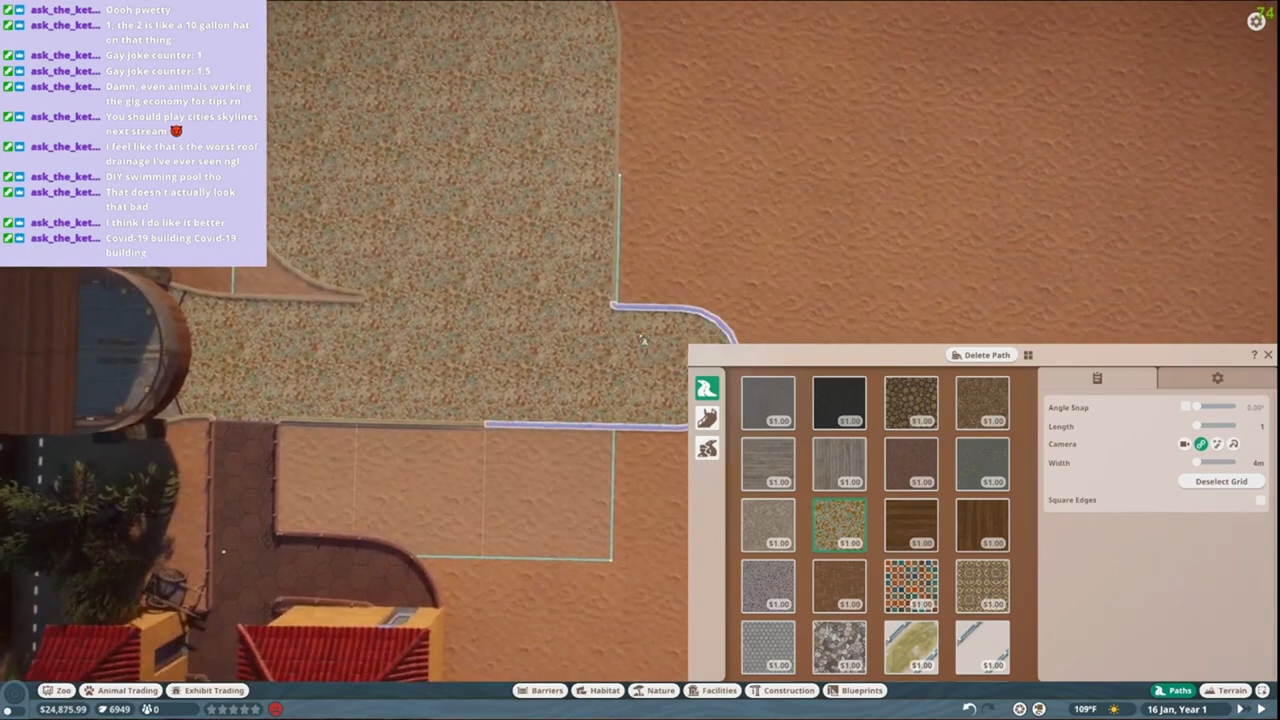 ask_the_ket... Oooh pwetty
ask_the_ket... 1, the 2 is like a 10 gallon hat
on that thing
ask_the_ket... Gay joke counter: 1
ask_the_ket... Gay joke counter: 1.5
ask_the_ket... Damn, even animals working
the gig economy for tips rn
ask_the_ket... You should play cities skylines
next stream
ask_the_ket... I feel like that's the worst roof
drainage I've ever seen ngl
ask_the_ket... DIY swimming pool tho
ask_the_ket... That doesn't actually look
that bad
ask_the_ket... I think I do like it better
ask_the_ket... Covid-19 building Covid-19
building
74
Delete Path
? ×
$1.00 $1.00 $1.00 $1.00
$1.00 $1.00 $1.00 $1.00
$1.00 $1.00 $1.00 $1.00
$1.00 $1.00 $1.00 $1.00
$1.00 $1.00 $1.00 $1.00
Angle Snap 0.00°
Length 1
Camera
Width 4m
Deselect Grid
Square Edges
Zoo Animal Trading Exhibit Trading Barriers Habitat Nature Facilities Construction Blueprints Paths Terrain
$24,875.99 6949 0 109°F 16 Jan, Year 1